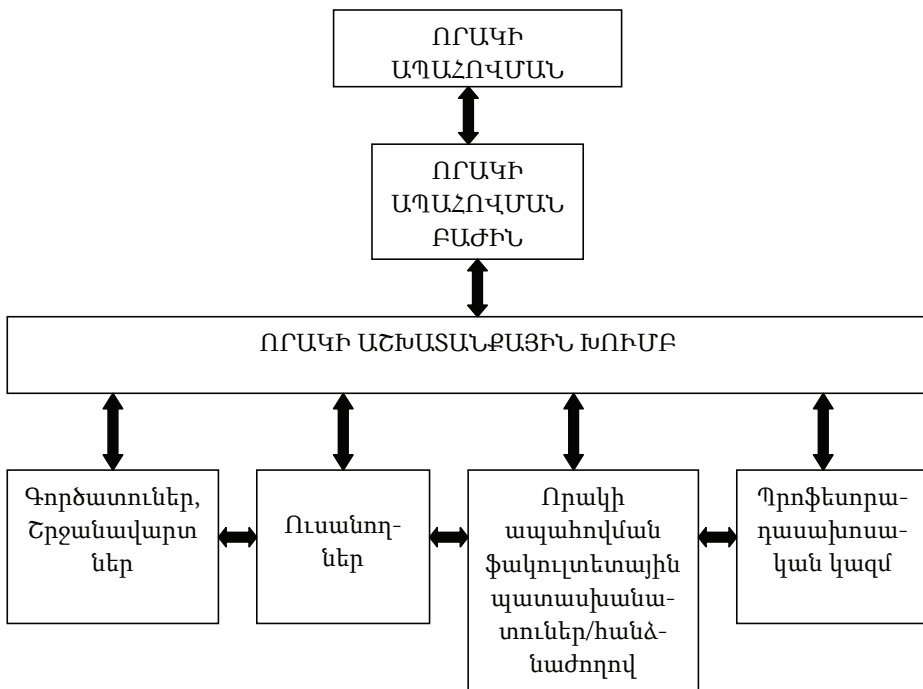 ՈՐԱԿԻ
ԱՊԱՀՈՎՄԱՆ
ՈՐԱԿԻ
ԱՊԱՀՈՎՄԱՆ
ԲԱԺԻՆ
ՈՐԱԿԻ ԱՇԽԱՏԱՆՔԱՅԻՆ ԽՈՒՄԲ
Գործատուներ,
Շրջանավարտ
ներ
Ուսանող-
ներ
Որակի
ապահովման
ֆակուլտետային
պատասխանա-
տուներ/հանձ-
նաժողով
Պրոֆեսորա-
դասախոսա-
կան կազմ